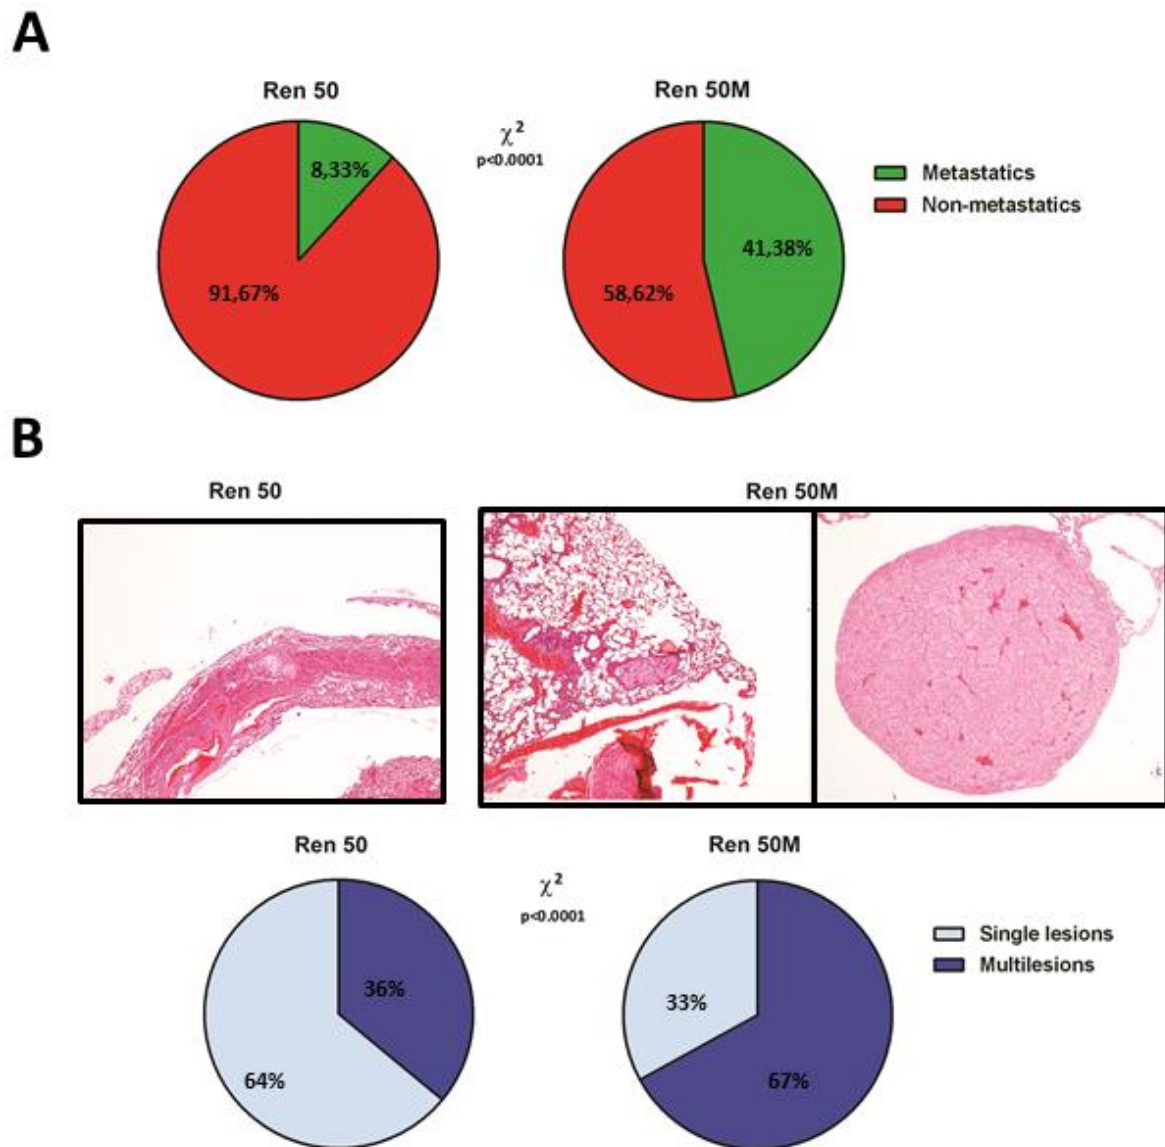 A
Ren 50
Ren 50M
χ²
p<0.0001
8,33%
91,67%
41,38%
58,62%
Metastatics
Non-metastatics
B
Ren 50
Ren 50M
Ren 50
Ren 50M
χ²
p<0.0001
36%
64%
33%
67%
Single lesions
Multilesions